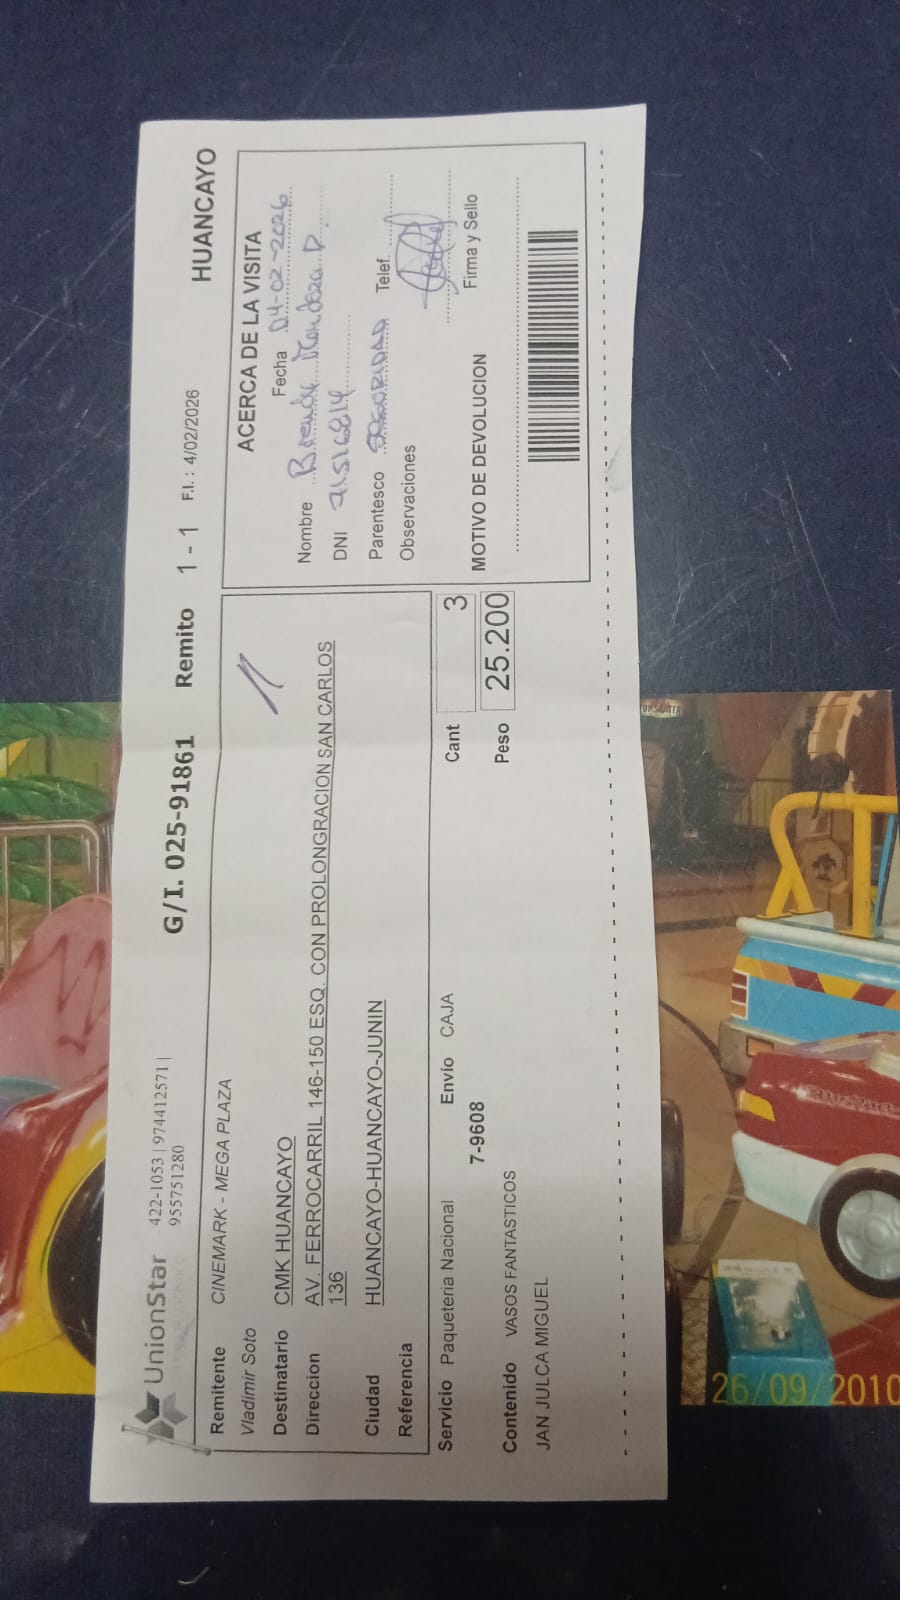 UnionStar
422-1053 | 974412571 |
955751280
G/I. 025-91861
Remito 1 - 1
F.I. : 4/02/2026
HUANCAYO
Remitente CINEMARK - MEGA PLAZA
Vladimir Soto
Destinatario CMK HUANCAYO
Direccion AV. FERROCARRIL 146-150 ESQ. CON PROLONGRACION SAN CARLOS
136
Ciudad HUANCAYO-HUANCAYO-JUNIN
Referencia
Servicio Paqueteria Nacional Envío CAJA
7-9608
Cant 3
Contenido VASOS FANTASTICOS
Peso 25.200
JAN JULCA MIGUEL
ACERCA DE LA VISITA
Fecha 04-02-2026
Nombre Mendoza
DNI
Parentesco SEGURIDAD Telef.
Observaciones
Firma y Sello
MOTIVO DE DEVOLUCION
26/09/2010